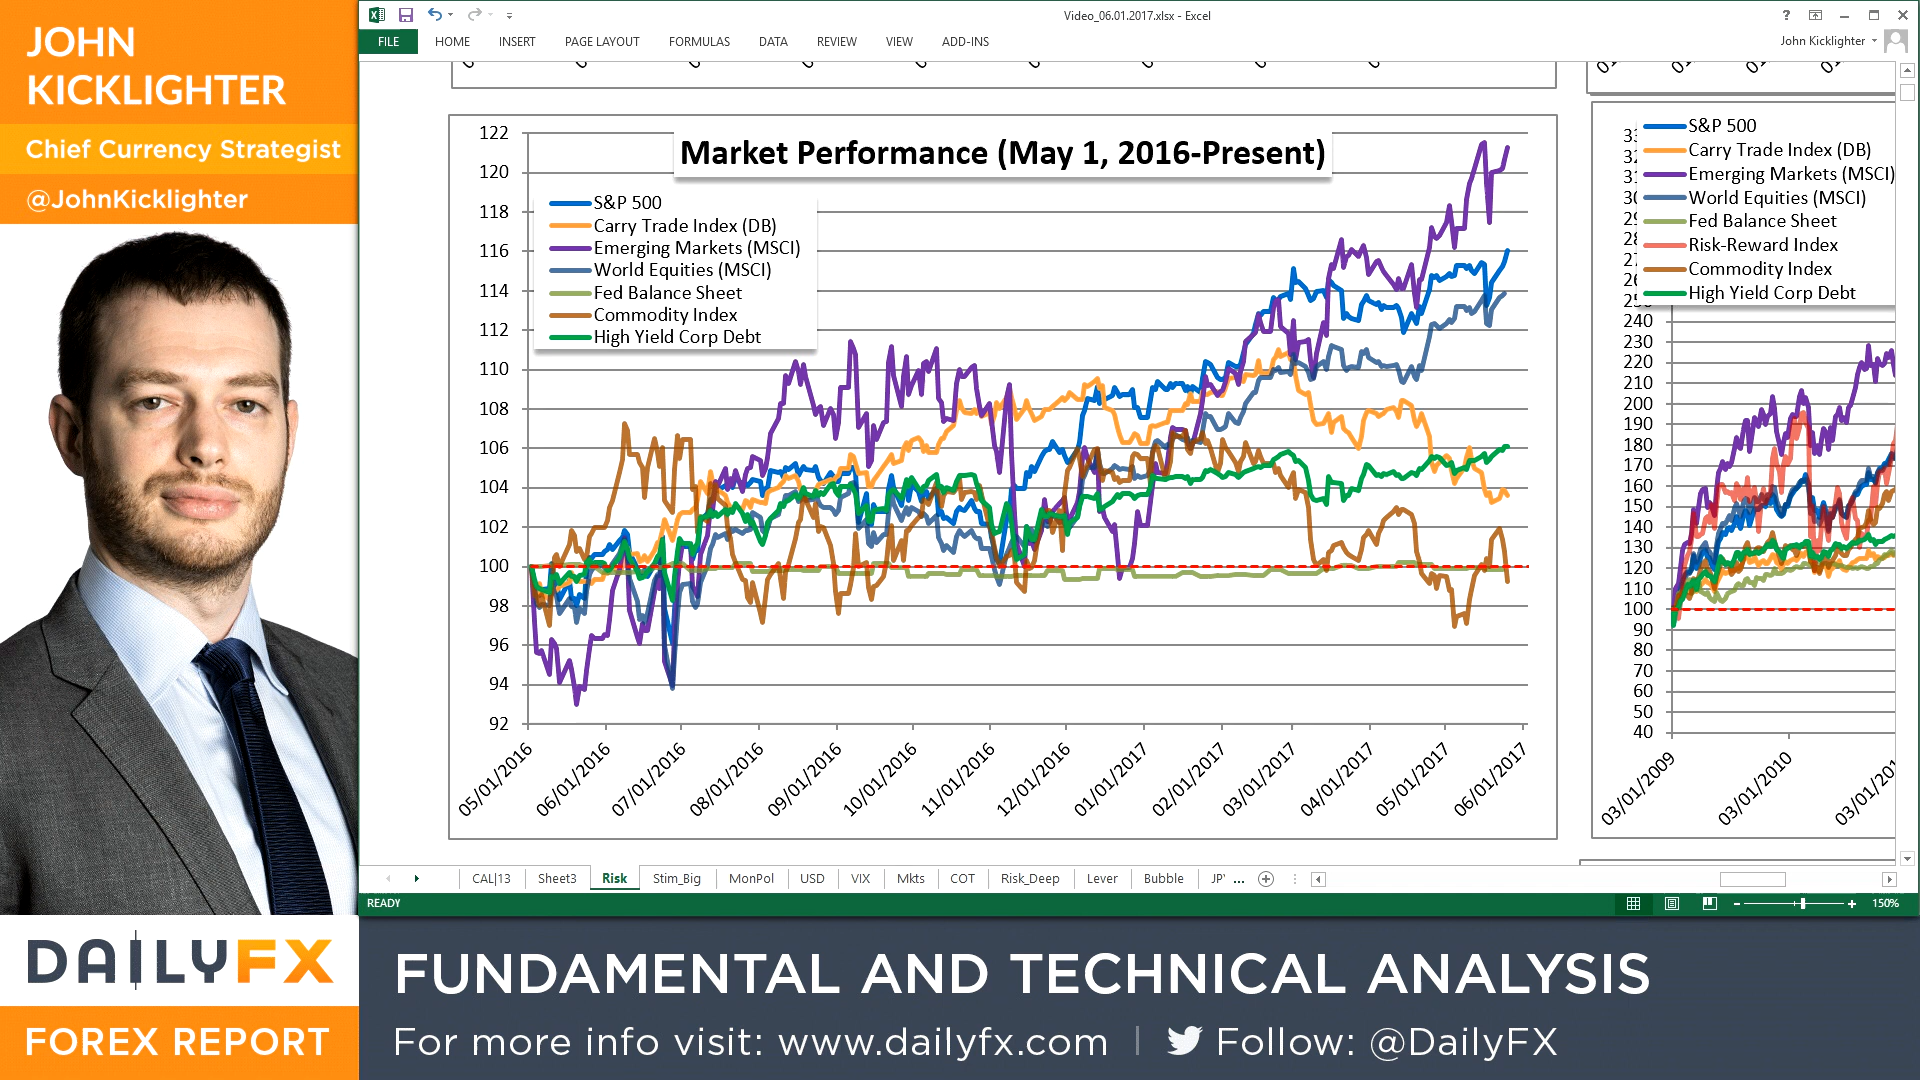 JOHN
KICKLIGHTER
Chief Currency Strategist
@JohnKicklighter
DAILYFX
FOREX REPORT
Video_06.01.2017.xlsx - Excel
?
FILE HOME INSERT PAGE LAYOUT FORMULAS DATA REVIEW VIEW ADD-INS
John Kicklighter
Market Performance (May 1, 2016-Present)
S&P 500
Carry Trade Index (DB)
Emerging Markets (MSCI)
World Equities (MSCI)
Fed Balance Sheet
Commodity Index
High Yield Corp Debt
122
120
118
116
114
112
110
108
106
104
102
100
98
96
94
92
05/01/2016
06/01/2016
07/01/2016
08/01/2016
09/01/2016
10/01/2016
11/01/2016
12/01/2016
01/01/2017
02/01/2017
03/01/2017
04/01/2017
05/01/2017
06/01/2017
S&P 500
Carry Trade Index (DB)
Emerging Markets (MSCI)
World Equities (MSCI)
Fed Balance Sheet
Risk-Reward Index
Commodity Index
High Yield Corp Debt
240
230
220
210
200
190
180
170
160
150
140
130
120
110
100
90
80
70
60
50
40
03/01/2009
03/01/2010
03/01/201
CAL|13 Sheet3 Risk Stim_Big MonPol USD VIX Mkts COT Risk_Deep Lever Bubble JP' ...
READY
150%
FUNDAMENTAL AND TECHNICAL ANALYSIS
For more info visit: www.dailyfx.com | Follow: @DailyFX